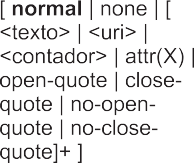 [ normal | none | [
<texto> | <uri> |
<contador> | attr(X) |
open-quote | close-
quote | no-open-
quote | no-close-
quote]+ ]